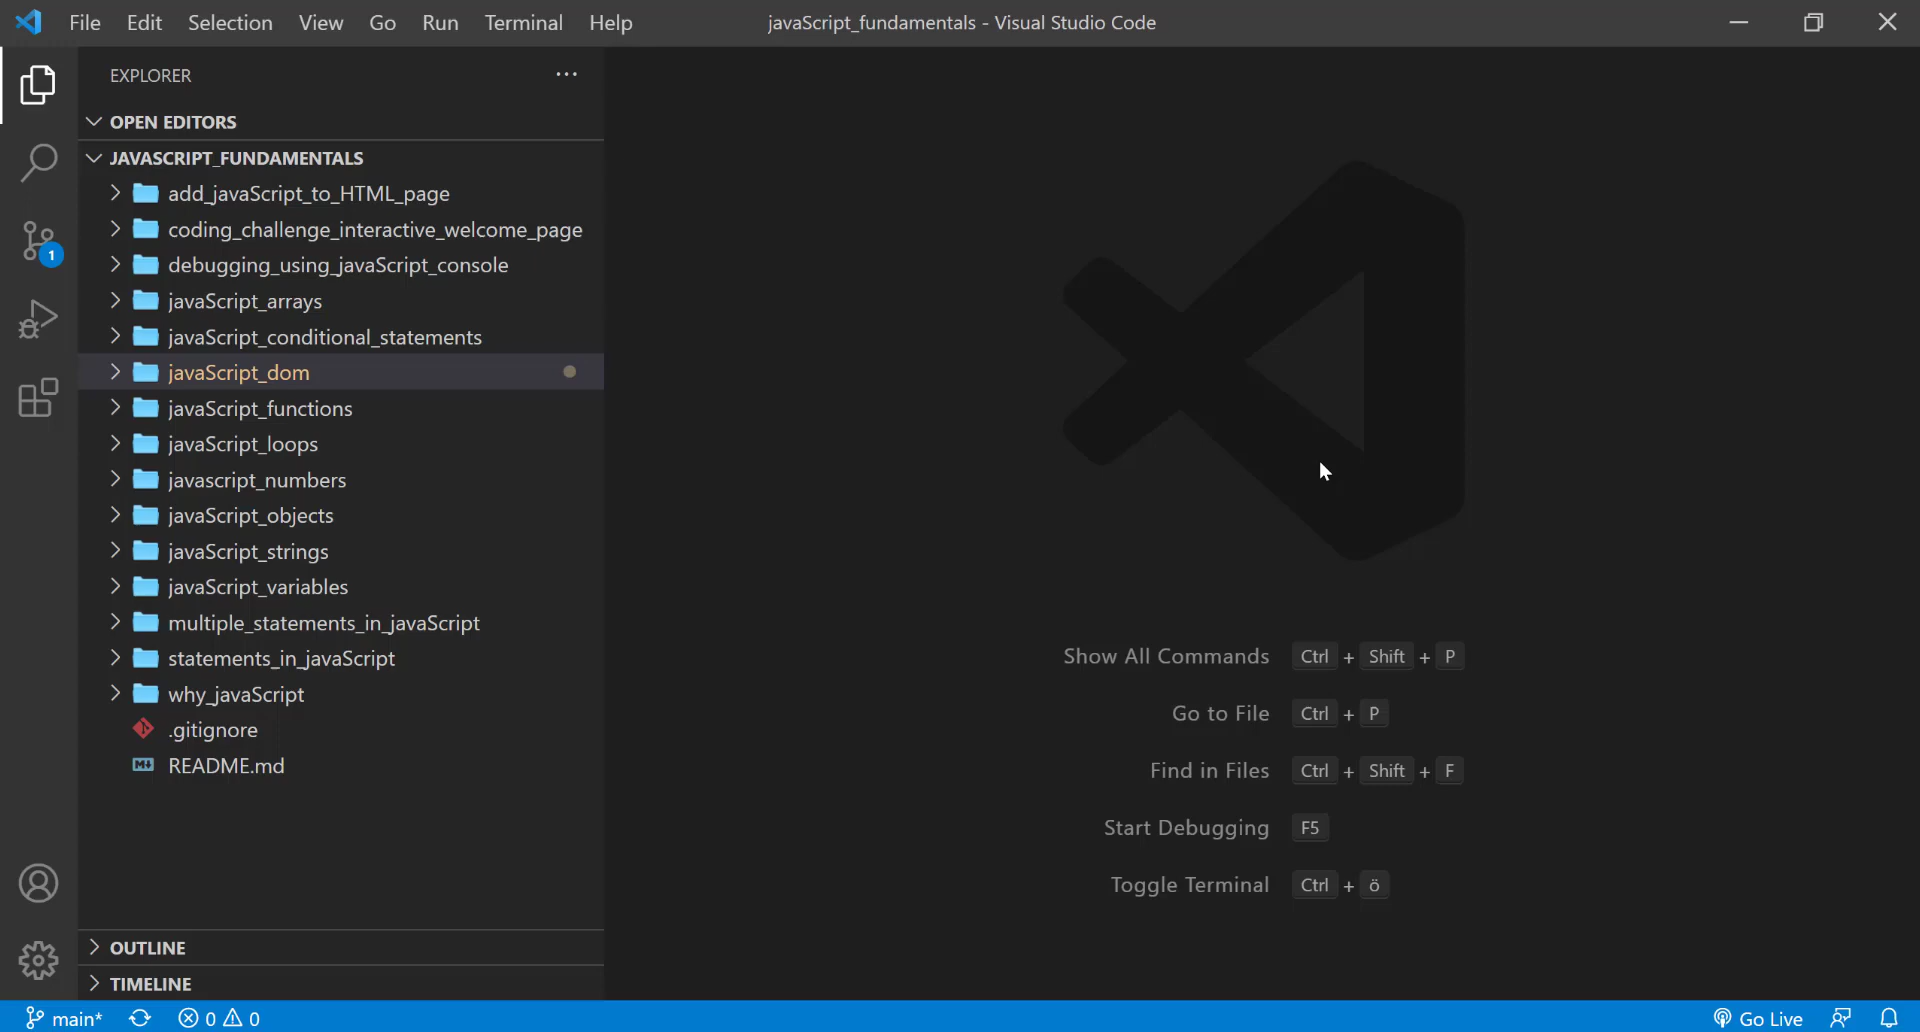 File Edit Selection View Go Run Terminal Help javaScript_fundamentals - Visual Studio Code
EXPLORER
OPEN EDITORS
JAVASCRIPT_FUNDAMENTALS
add_javaScript_to_HTML_page
coding_challenge_interactive_welcome_page
debugging_using_javaScript_console
javaScript_arrays
javaScript_conditional_statements
javaScript_dom
javaScript_functions
javaScript_loops
javascript_numbers
javaScript_objects
javaScript_strings
javaScript_variables
multiple_statements_in_javaScript
statements_in_javaScript
why_javaScript
.gitignore
M↓ README.md
1
OUTLINE
TIMELINE
Show All Commands Ctrl + Shift + P
Go to File Ctrl + P
Find in Files Ctrl + Shift + F
Start Debugging F5
Toggle Terminal Ctrl + ö
main* 0 0 Go Live